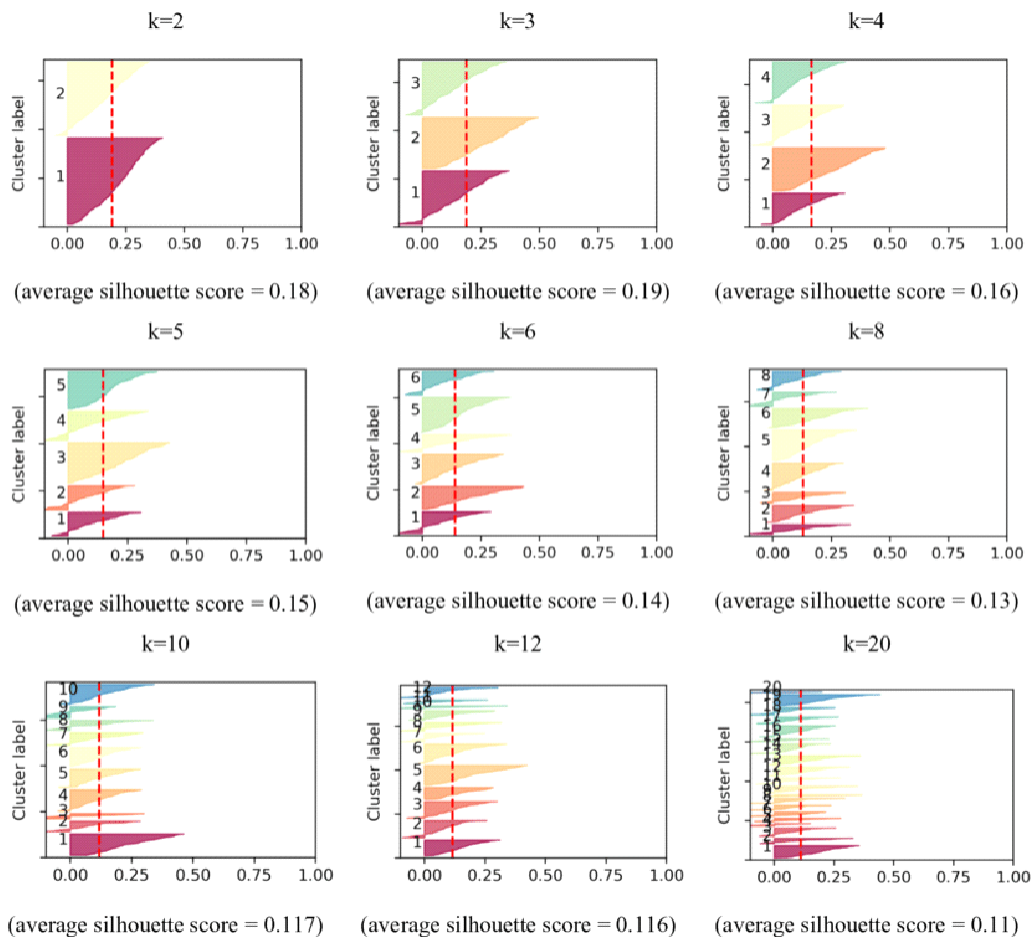 k=2 k=3 k=4
Cluster label 2 1 Cluster label 3 2 1 Cluster label 4 3 2 1
0.00 0.25 0.50 0.75 1.00 0.00 0.25 0.50 0.75 1.00 0.00 0.25 0.50 0.75 1.00
(average silhouette score = 0.18) (average silhouette score = 0.19) (average silhouette score = 0.16)
k=5 k=6 k=8
Cluster label 5 4 3 2 1 Cluster label 6 5 4 3 2 1 Cluster label 8 7 6 5 4 3 2 1
0.00 0.25 0.50 0.75 1.00 0.00 0.25 0.50 0.75 1.00 0.00 0.25 0.50 0.75 1.00
(average silhouette score = 0.15) (average silhouette score = 0.14) (average silhouette score = 0.13)
k=10 k=12 k=20
Cluster label 10 9 8 7 6 5 4 3 2 1 Cluster label 12 10 8 7 6 5 4 3 2 1 Cluster label 20 1
0.00 0.25 0.50 0.75 1.00 0.00 0.25 0.50 0.75 1.00 0.00 0.25 0.50 0.75 1.00
(average silhouette score = 0.117) (average silhouette score = 0.116) (average silhouette score = 0.11)